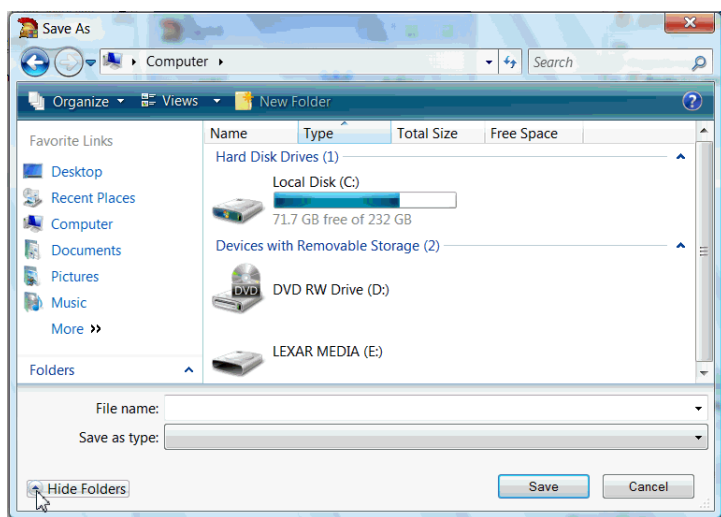 Save As
Computer
Search
Organize Views New Folder ?
Favorite Links
Desktop
Recent Places
Computer
Documents
Pictures
Music
More
Folders
Name Type Total Size Free Space
Hard Disk Drives (1)
Local Disk (C:)
71.7 GB free of 232 GB
Devices with Removable Storage (2)
DVD
DVD RW Drive (D:)
LEXAR MEDIA (E:)
File name:
Save as type:
Hide Folders
Save Cancel